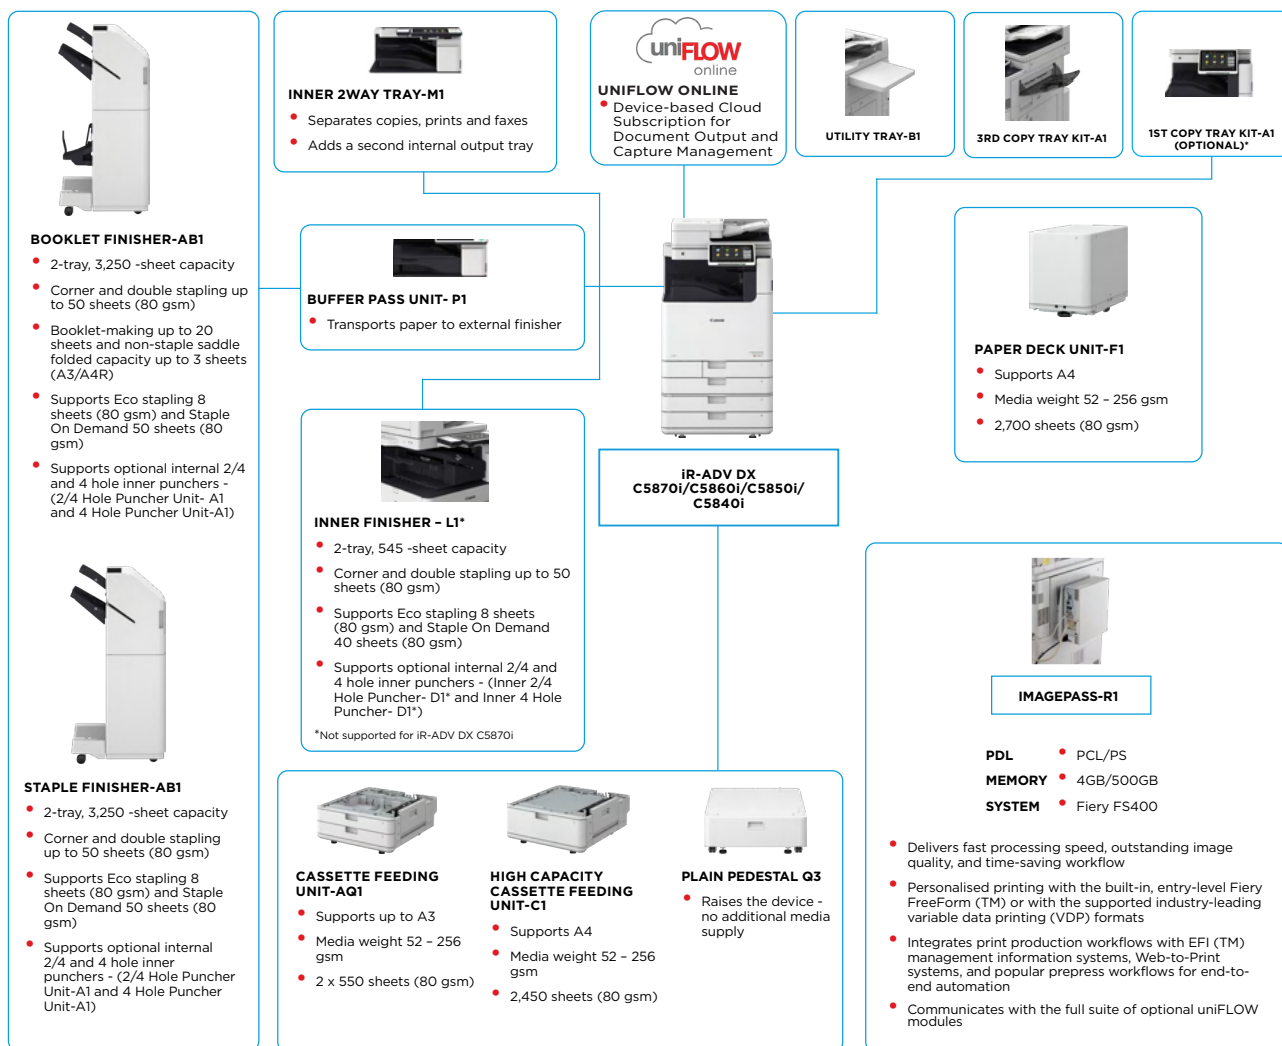 BOOKLET FINISHER-AB1
• 2-tray, 3,250 -sheet capacity
• Corner and double stapling up
to 50 sheets (80 gsm)
• Booklet-making up to 20
sheets and non-staple saddle
folded capacity up to 3 sheets
(A3/A4R)
• Supports Eco stapling 8
sheets (80 gsm) and Staple
On Demand 50 sheets (80
gsm)
• Supports optional internal 2/4
and 4 hole inner punchers -
(2/4 Hole Puncher Unit- A1
and 4 Hole Puncher Unit-A1)
STAPLE FINISHER-AB1
• 2-tray, 3,250 -sheet capacity
• Corner and double stapling
up to 50 sheets (80 gsm)
• Supports Eco stapling 8
sheets (80 gsm) and Staple
On Demand 50 sheets (80
gsm)
• Supports optional internal
2/4 and 4 hole inner
punchers - (2/4 Hole Puncher
Unit-A1 and 4 Hole Puncher
Unit-A1)
INNER 2WAY TRAY-M1
• Separates copies, prints and faxes
• Adds a second internal output tray
BUFFER PASS UNIT- P1
• Transports paper to external finisher
INNER FINISHER – L1*
• 2-tray, 545 -sheet capacity
• Corner and double stapling up to 50
sheets (80 gsm)
• Supports Eco stapling 8 sheets
(80 gsm) and Staple On Demand
40 sheets (80 gsm)
• Supports optional internal 2/4 and
4 hole inner punchers - (Inner 2/4
Hole Puncher- D1* and Inner 4 Hole
Puncher- D1*)
*Not supported for iR-ADV DX C5870i
uniFLOW
online
UNIFLOW ONLINE
• Device-based Cloud
Subscription for
Document Output and
Capture Management
UTILITY TRAY-B1
3RD COPY TRAY KIT-A1
1ST COPY TRAY KIT-A1
(OPTIONAL)*
Canon
iR-ADV DX
C5870i/C5860i/C5850i/
C5840i
PAPER DECK UNIT-F1
• Supports A4
• Media weight 52 – 256 gsm
• 2,700 sheets (80 gsm)
CASSETTE FEEDING
UNIT-AQ1
• Supports up to A3
• Media weight 52 – 256
gsm
• 2 x 550 sheets (80 gsm)
HIGH CAPACITY
CASSETTE FEEDING
UNIT-C1
• Supports A4
• Media weight 52 – 256
gsm
• 2,450 sheets (80 gsm)
PLAIN PEDESTAL Q3
• Raises the device -
no additional media
supply
IMAGEPASS-R1
PDL • PCL/PS
MEMORY • 4GB/500GB
SYSTEM • Fiery FS400
• Delivers fast processing speed, outstanding image
quality, and time-saving workflow
• Personalised printing with the built-in, entry-level Fiery
FreeForm (TM) or with the supported industry-leading
variable data printing (VDP) formats
• Integrates print production workflows with EFI (TM)
management information systems, Web-to-Print
systems, and popular prepress workflows for end-to-
end automation
• Communicates with the full suite of optional uniFLOW
modules